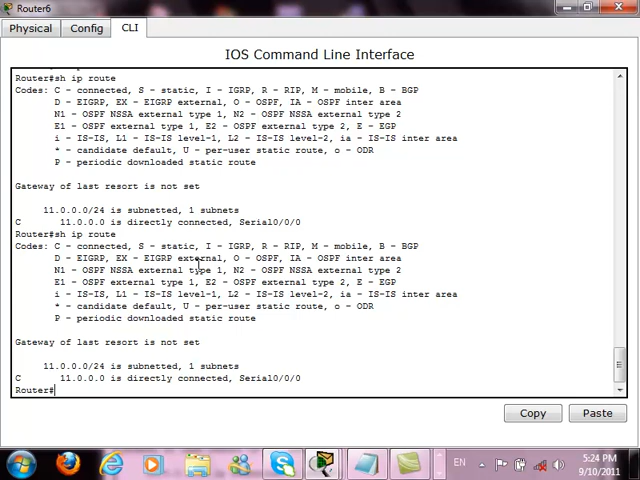 Router6
Physical
Config
CLI
IOS Command Line Interface
Router#sh ip route
Codes: C - connected, S - static, I - IGRP, R - RIP, M - mobile, B - BGP
D - EIGRP, EX - EIGRP external, O - OSPF, IA - OSPF inter area
N1 - OSPF NSSA external type 1, N2 - OSPF NSSA external type 2
E1 - OSPF external type 1, E2 - OSPF external type 2, E - EGP
i - IS-IS, L1 - IS-IS level-1, L2 - IS-IS level-2, ia - IS-IS inter area
* - candidate default, U - per-user static route, o - ODR
P - periodic downloaded static route
Gateway of last resort is not set
11.0.0.0/24 is subnetted, 1 subnets
C 11.0.0.0 is directly connected, Serial0/0/0
Router#sh ip route
Codes: C - connected, S - static, I - IGRP, R - RIP, M - mobile, B - BGP
D - EIGRP, EX - EIGRP external, O - OSPF, IA - OSPF inter area
N1 - OSPF NSSA external type 1, N2 - OSPF NSSA external type 2
E1 - OSPF external type 1, E2 - OSPF external type 2, E - EGP
i - IS-IS, L1 - IS-IS level-1, L2 - IS-IS level-2, ia - IS-IS inter area
* - candidate default, U - per-user static route, o - ODR
P - periodic downloaded static route
Gateway of last resort is not set
11.0.0.0/24 is subnetted, 1 subnets
C 11.0.0.0 is directly connected, Serial0/0/0
Router#
Copy
Paste
EN
5:24 PM
9/10/2011